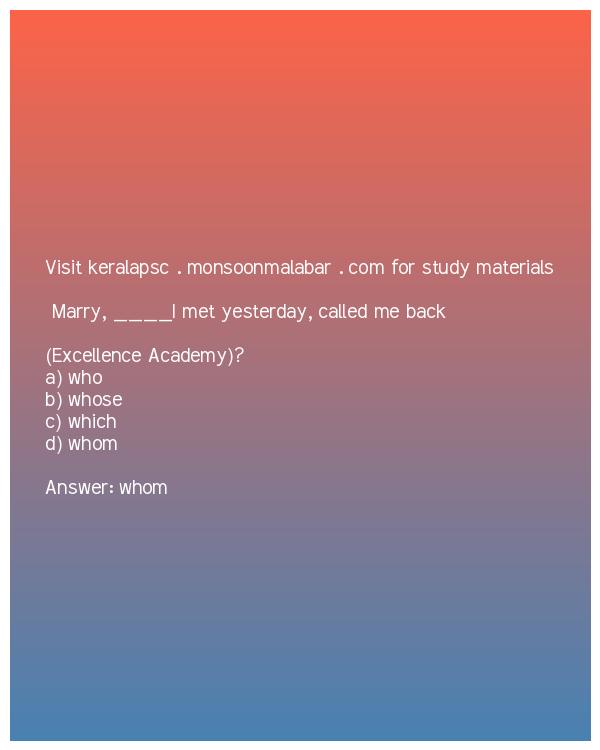 Visit keralapsc . monsoonmalabar . com for study materials
Marry, ____I met yesterday, called me back
(Excellence Academy)?
a) who
b) whose
c) which
d) whom
Answer: whom